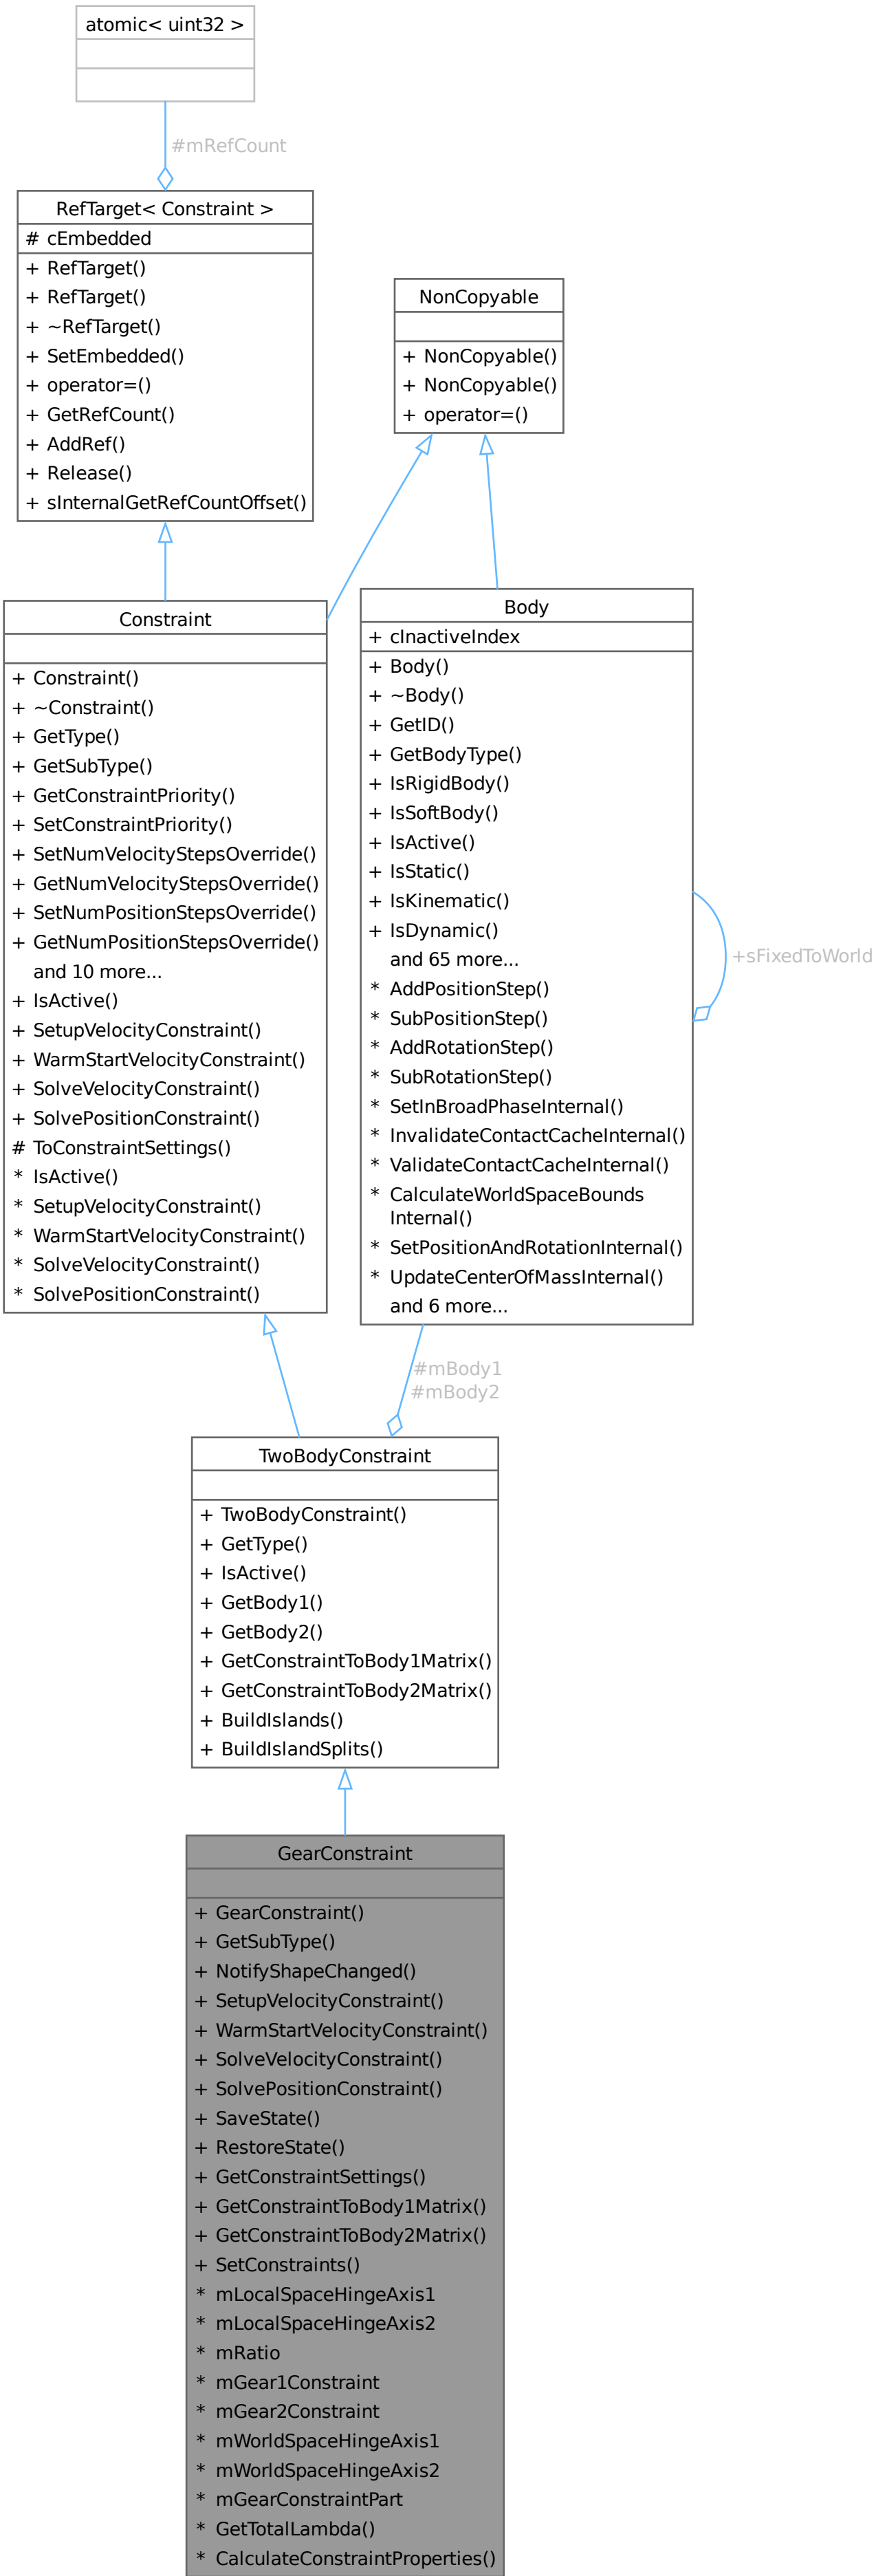 atomic< uint32 >
#mRefCount
RefTarget< Constraint >
# cEmbedded
+ RefTarget()
+ RefTarget()
+ ~RefTarget()
+ SetEmbedded()
+ operator=()
+ GetRefCount()
+ AddRef()
+ Release()
+ sInternalGetRefCountOffset()
NonCopyable
+ NonCopyable()
+ NonCopyable()
+ operator=()
Constraint
+ Constraint()
+ ~Constraint()
+ GetType()
+ GetSubType()
+ GetConstraintPriority()
+ SetConstraintPriority()
+ SetNumVelocityStepsOverride()
+ GetNumVelocityStepsOverride()
+ SetNumPositionStepsOverride()
+ GetNumPositionStepsOverride()
and 10 more...
+ IsActive()
+ SetupVelocityConstraint()
+ WarmStartVelocityConstraint()
+ SolveVelocityConstraint()
+ SolvePositionConstraint()
# ToConstraintSettings()
* IsActive()
* SetupVelocityConstraint()
* WarmStartVelocityConstraint()
* SolveVelocityConstraint()
* SolvePositionConstraint()
Body
+ cInactiveIndex
+ Body()
+ ~Body()
+ GetID()
+ GetBodyType()
+ IsRigidBody()
+ IsSoftBody()
+ IsActive()
+ IsStatic()
+ IsKinematic()
+ IsDynamic()
and 65 more...
* AddPositionStep()
* SubPositionStep()
* AddRotationStep()
* SubRotationStep()
* SetInBroadPhaseInternal()
* InvalidateContactCacheInternal()
* ValidateContactCacheInternal()
* CalculateWorldSpaceBounds
Internal()
* SetPositionAndRotationInternal()
* UpdateCenterOfMassInternal()
and 6 more...
+sFixedToWorld
#mBody1
#mBody2
TwoBodyConstraint
+ TwoBodyConstraint()
+ GetType()
+ IsActive()
+ GetBody1()
+ GetBody2()
+ GetConstraintToBody1Matrix()
+ GetConstraintToBody2Matrix()
+ BuildIslands()
+ BuildIslandSplits()
GearConstraint
+ GearConstraint()
+ GetSubType()
+ NotifyShapeChanged()
+ SetupVelocityConstraint()
+ WarmStartVelocityConstraint()
+ SolveVelocityConstraint()
+ SolvePositionConstraint()
+ SaveState()
+ RestoreState()
+ GetConstraintSettings()
+ GetConstraintToBody1Matrix()
+ GetConstraintToBody2Matrix()
+ SetConstraints()
* mLocalSpaceHingeAxis1
* mLocalSpaceHingeAxis2
* mRatio
* mGear1Constraint
* mGear2Constraint
* mWorldSpaceHingeAxis1
* mWorldSpaceHingeAxis2
* mGearConstraintPart
* GetTotalLambda()
* CalculateConstraintProperties()